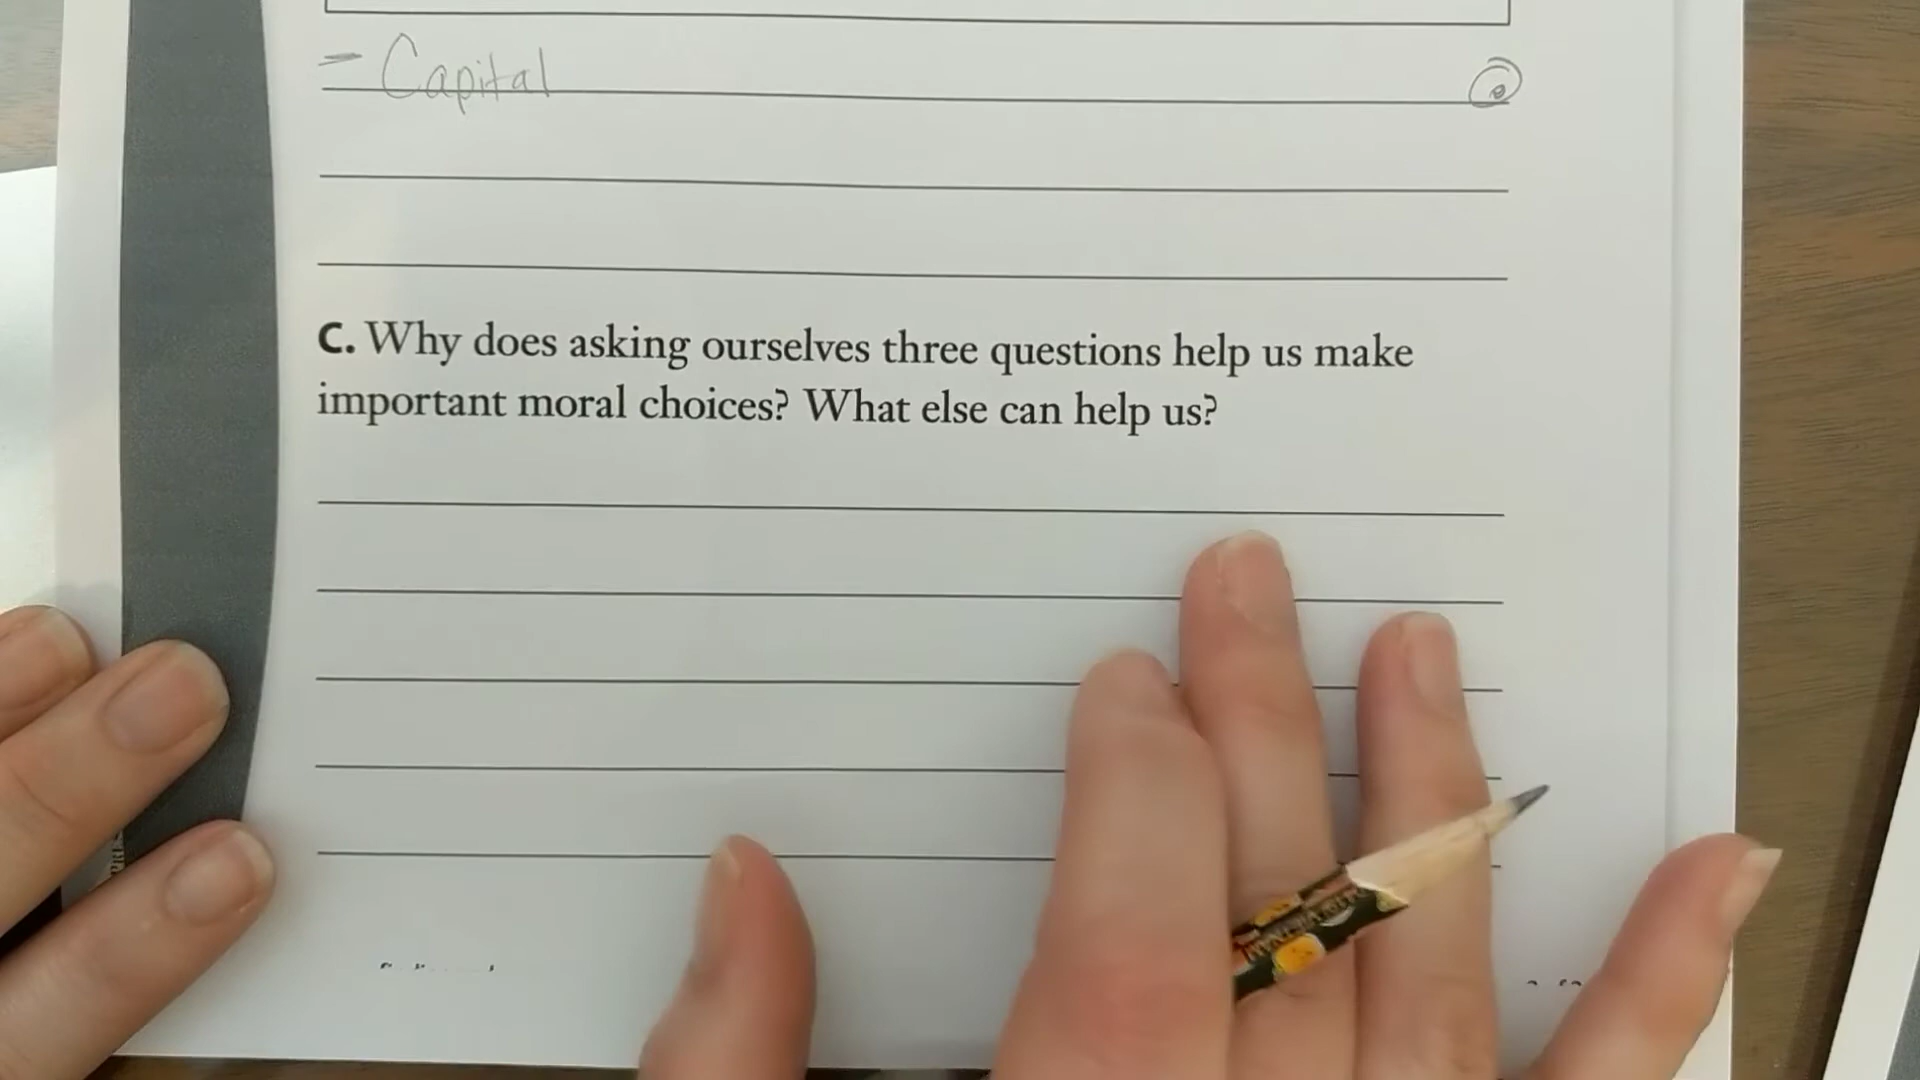 - Capital
C. Why does asking ourselves three questions help us make
important moral choices? What else can help us?